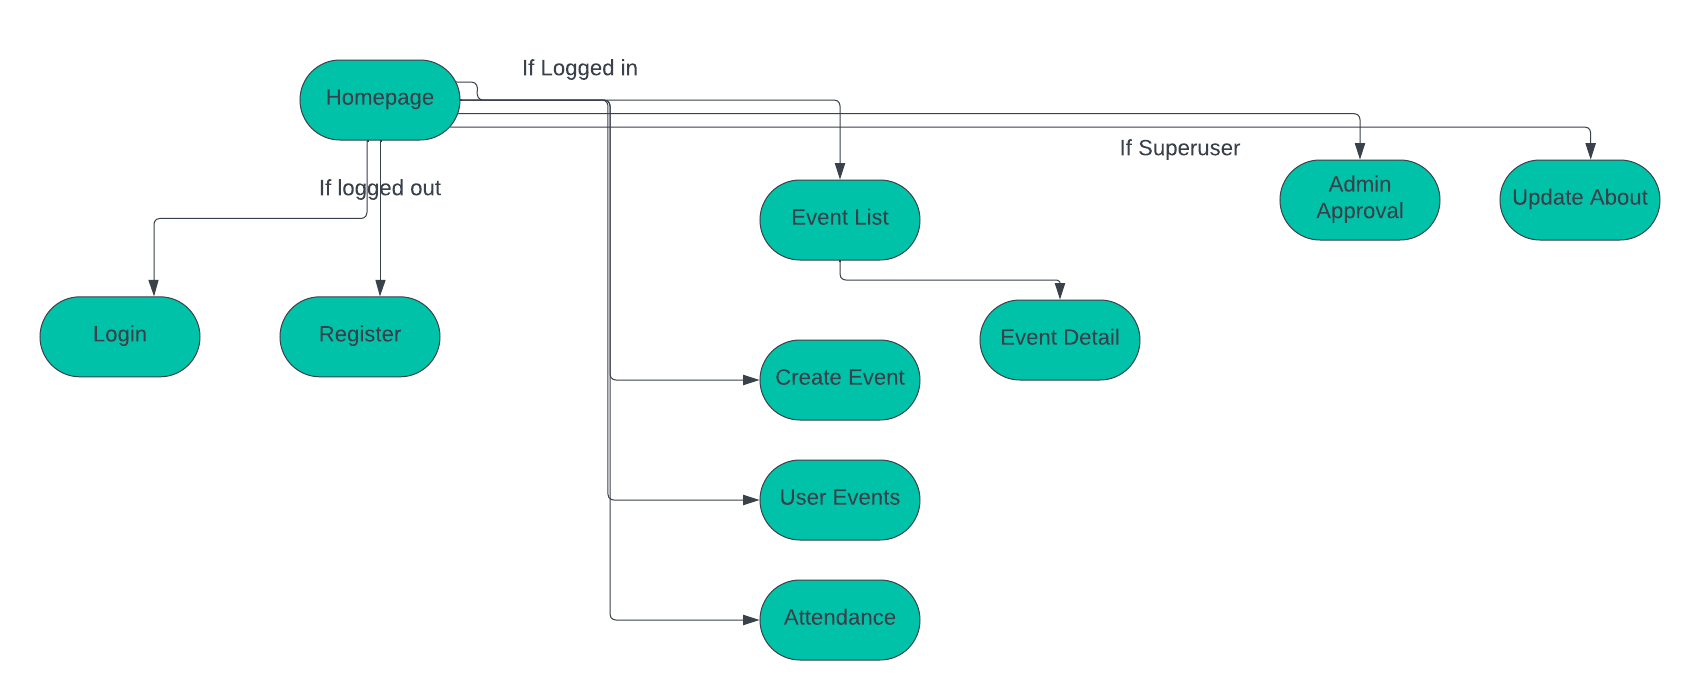 If Logged in
Homepage
If Superuser
If logged out
Admin
Approval
Update About
Event List
Login
Register
Event Detail
Create Event
User Events
Attendance